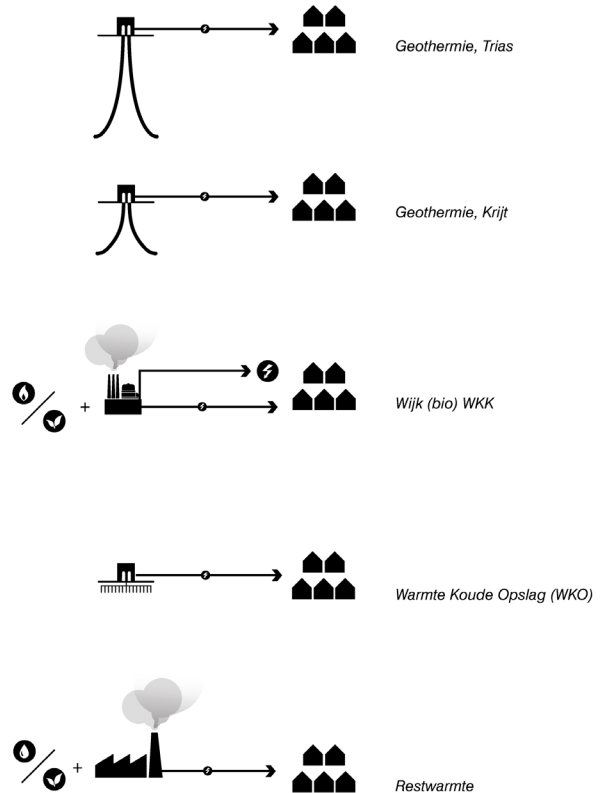 Geothermie, Trias
Geothermie, Krijt
+
Wijk (bio) WKK
Warmte Koude Opslag (WKO)
+
Restwarmte